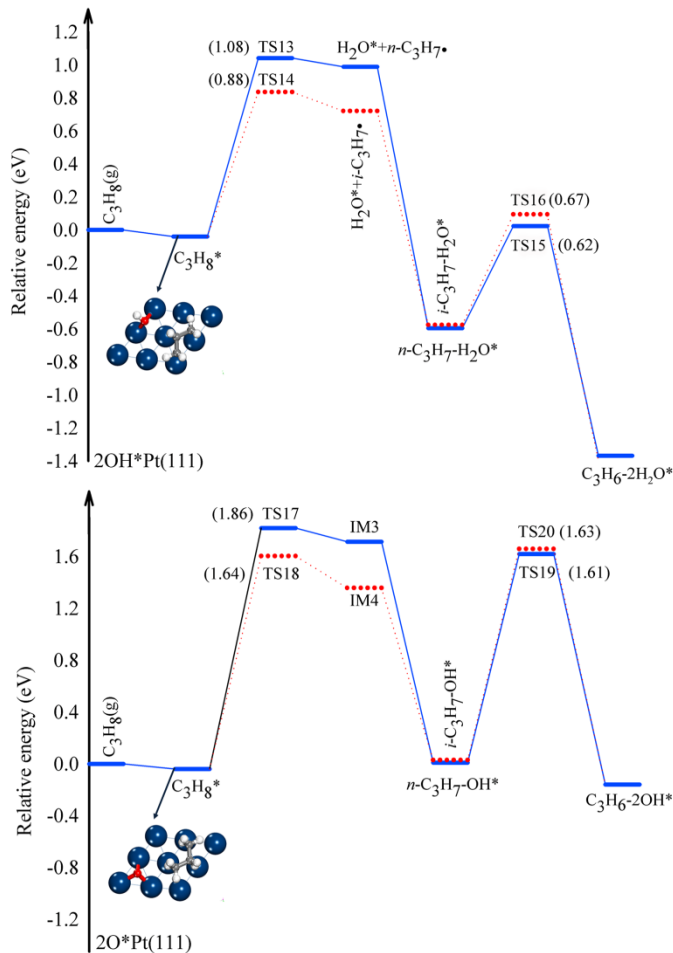 1.2
1.0
0.8
0.6
0.4
0.2
0.0
-0.2
-0.4
-0.6
-0.8
-1.0
-1.2
-1.4
Relative energy (eV)
C3H8(g)
C3H8*
(1.08) TS13
(0.88) TS14
H2O*+n-C3H7•
H2O*+i-C3H7•
i-C3H7-H2O*
n-C3H7-H2O*
TS16 (0.67)
TS15 (0.62)
C3H6-2H2O*
2OH*Pt(111)
1.6
1.2
0.8
0.4
0.0
-0.4
-0.8
-1.2
Relative energy (eV)
C3H8(g)
C3H8*
(1.86) TS17
(1.64) TS18
IM3
IM4
i-C3H7-OH*
n-C3H7-OH*
TS20 (1.63)
TS19 (1.61)
C3H6-2OH*
2O*Pt(111)